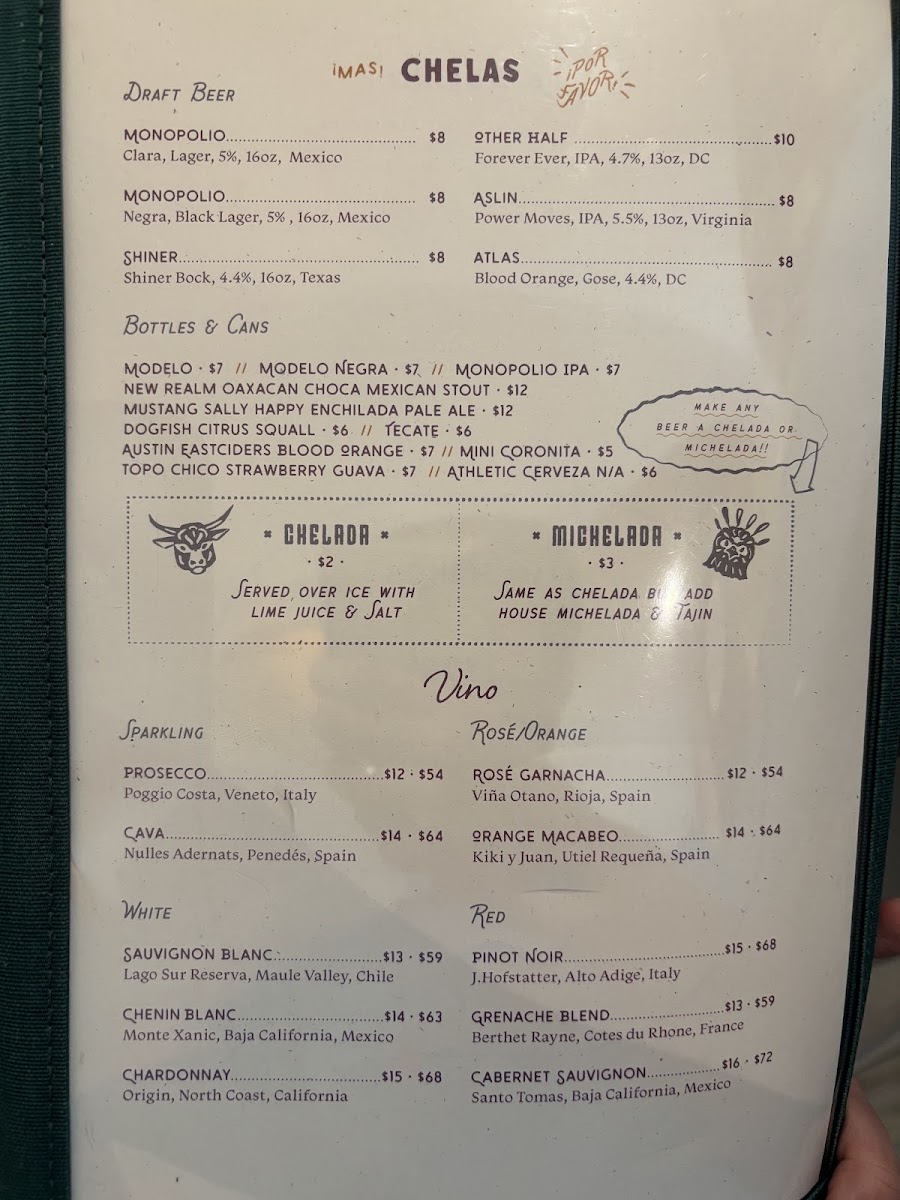 ¡MAS! CHELAS ¡POR FAVOR!
DRAFT BEER
MONOPOLIO.......................................... $8
Clara, Lager, 5%, 16oz, Mexico
MONOPOLIO.......................................... $8
Negra, Black Lager, 5% , 16oz, Mexico
SHINER..................................................... $8
Shiner Bock, 4.4%, 16oz, Texas
OTHER HALF ...........................................$10
Forever Ever, IPA, 4.7%, 13oz, DC
ASLIN......................................................... $8
Power Moves, IPA, 5.5%, 13oz, Virginia
ATLAS........................................................ $8
Blood Orange, Gose, 4.4%, DC
BOTTLES & CANS
MODELO · $7 // MODELO NEGRA · $7 // MONOPOLIO IPA · $7
NEW REALM OAXACAN CHOCA MEXICAN STOUT · $12
MUSTANG SALLY HAPPY ENCHILADA PALE ALE · $12
DOGFISH CITRUS SQUALL · $6 // TECATE · $6
AUSTIN EASTCIDERS BLOOD ORANGE · $7 // MINI CORONITA · $5
TOPO CHICO STRAWBERRY GUAVA · $7 // ATHLETIC CERVEZA N/A · $6
MAKE ANY
BEER A CHELADA OR
MICHELADA!!
* CHELADA *
· $2 ·
SERVED OVER ICE WITH
LIME JUICE & SALT
* MICHELADA *
· $3 ·
SAME AS CHELADA ADD
HOUSE MICHELADA & TAJIN
Vino
SPARKLING
PROSECCO.......................................$12 · $54
Poggio Costa, Veneto, Italy
CAVA...............................................$14 · $64
Nulles Adernats, Penedés, Spain
ROSÉ/ORANGE
ROSÉ GARNACHA.......................... $12 · $54
Viña Otano, Rioja, Spain
ORANGE MACABEO...................... $14 · $64
Kiki y Juan, Utiel Requeña, Spain
WHITE
SAUVIGNON BLANC.......................$13 · $59
Lago Sur Reserva, Maule Valley, Chile
CHENIN BLANC................................$14 · $63
Monte Xanic, Baja California, Mexico
CHARDONNAY.................................$15 · $68
Origin, North Coast, California
RED
PINOT NOIR....................................$15 · $68
J.Hofstatter, Alto Adige, Italy
GRENACHE BLEND.........................$13 · $59
Berthet Rayne, Cotes du Rhone, France
CABERNET SAUVIGNON................$16 · $72
Santo Tomas, Baja California, Mexico